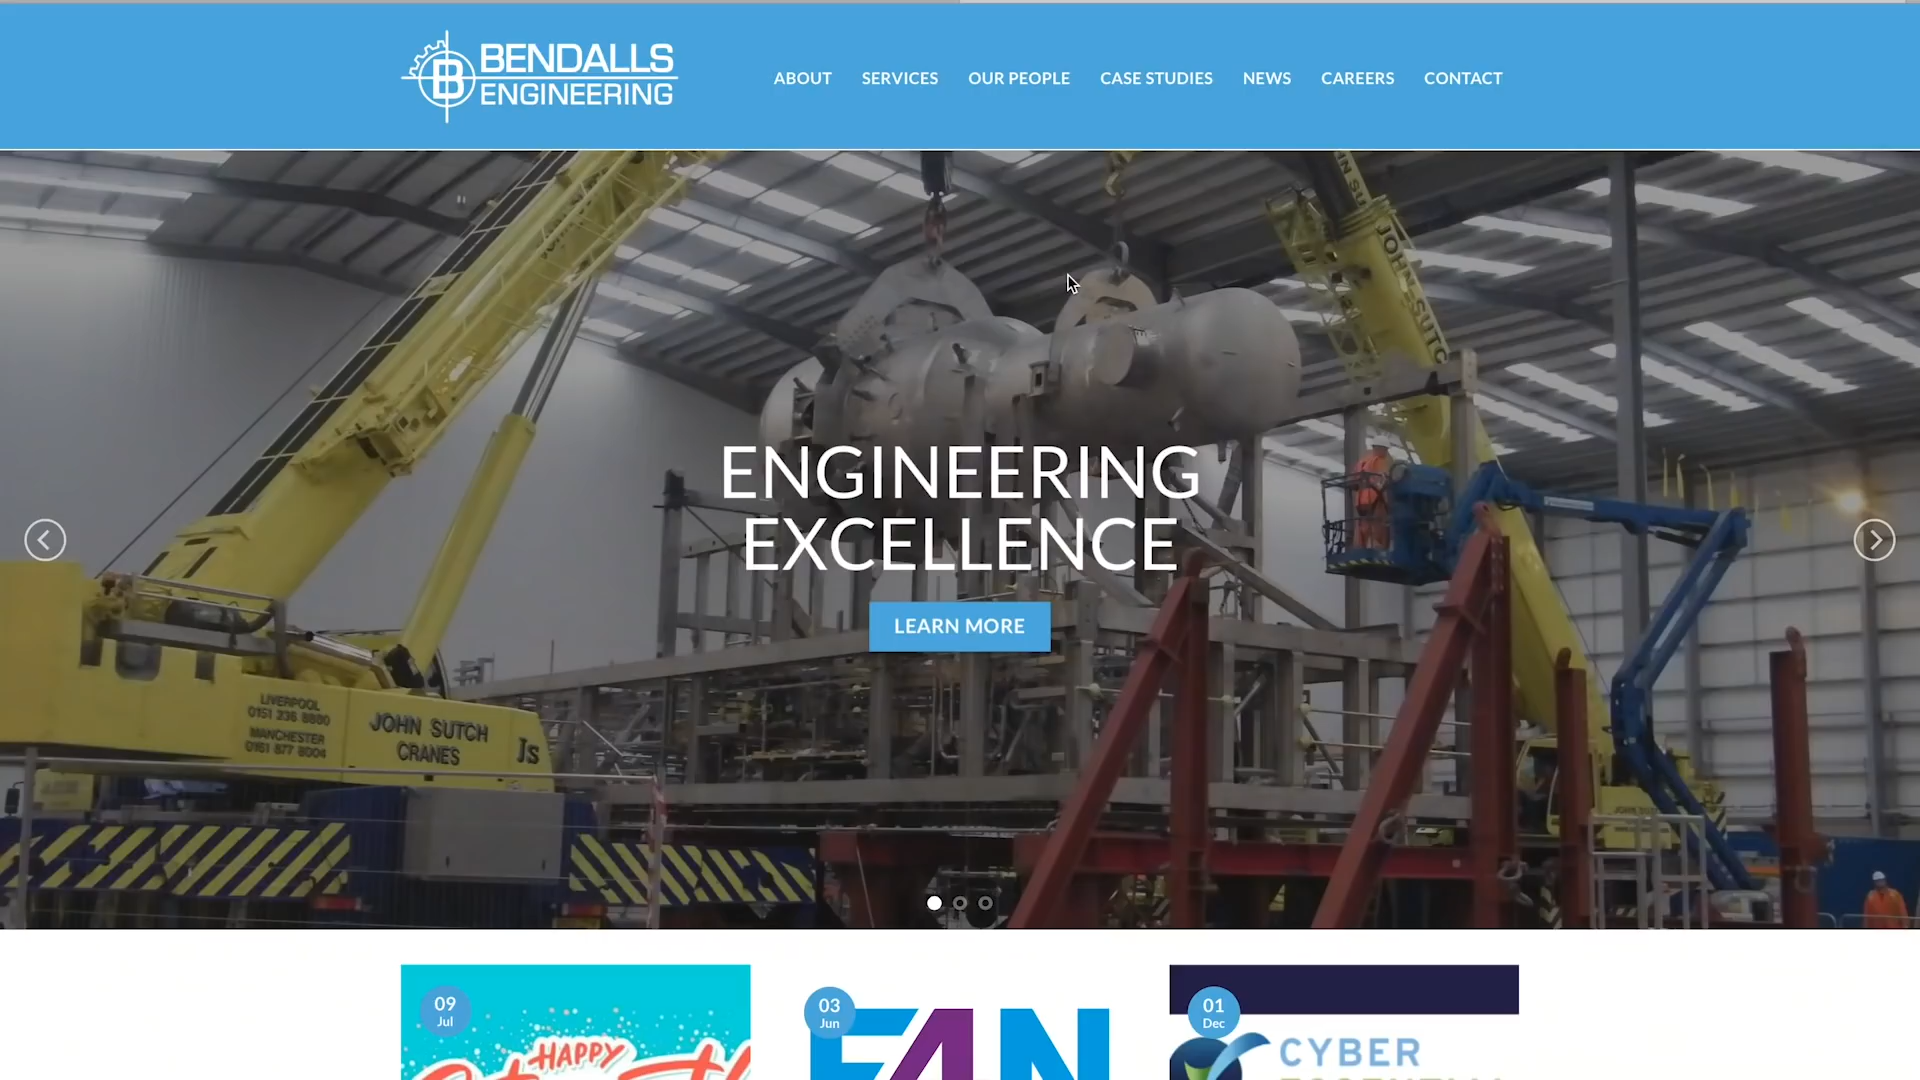 BENDALLS
ENGINEERING
ABOUT
SERVICES
OUR PEOPLE
CASE STUDIES
NEWS
CAREERS
CONTACT
ENGINEERING
EXCELLENCE
LEARN MORE
LIVERPOOL
0151 236 8880
MANCHESTER
0161 877 8004
JOHN SUTCH
CRANES
JS
JOHN SUTCH
09
Jul
HAPPY
03
Jun
01
Dec
CYBER